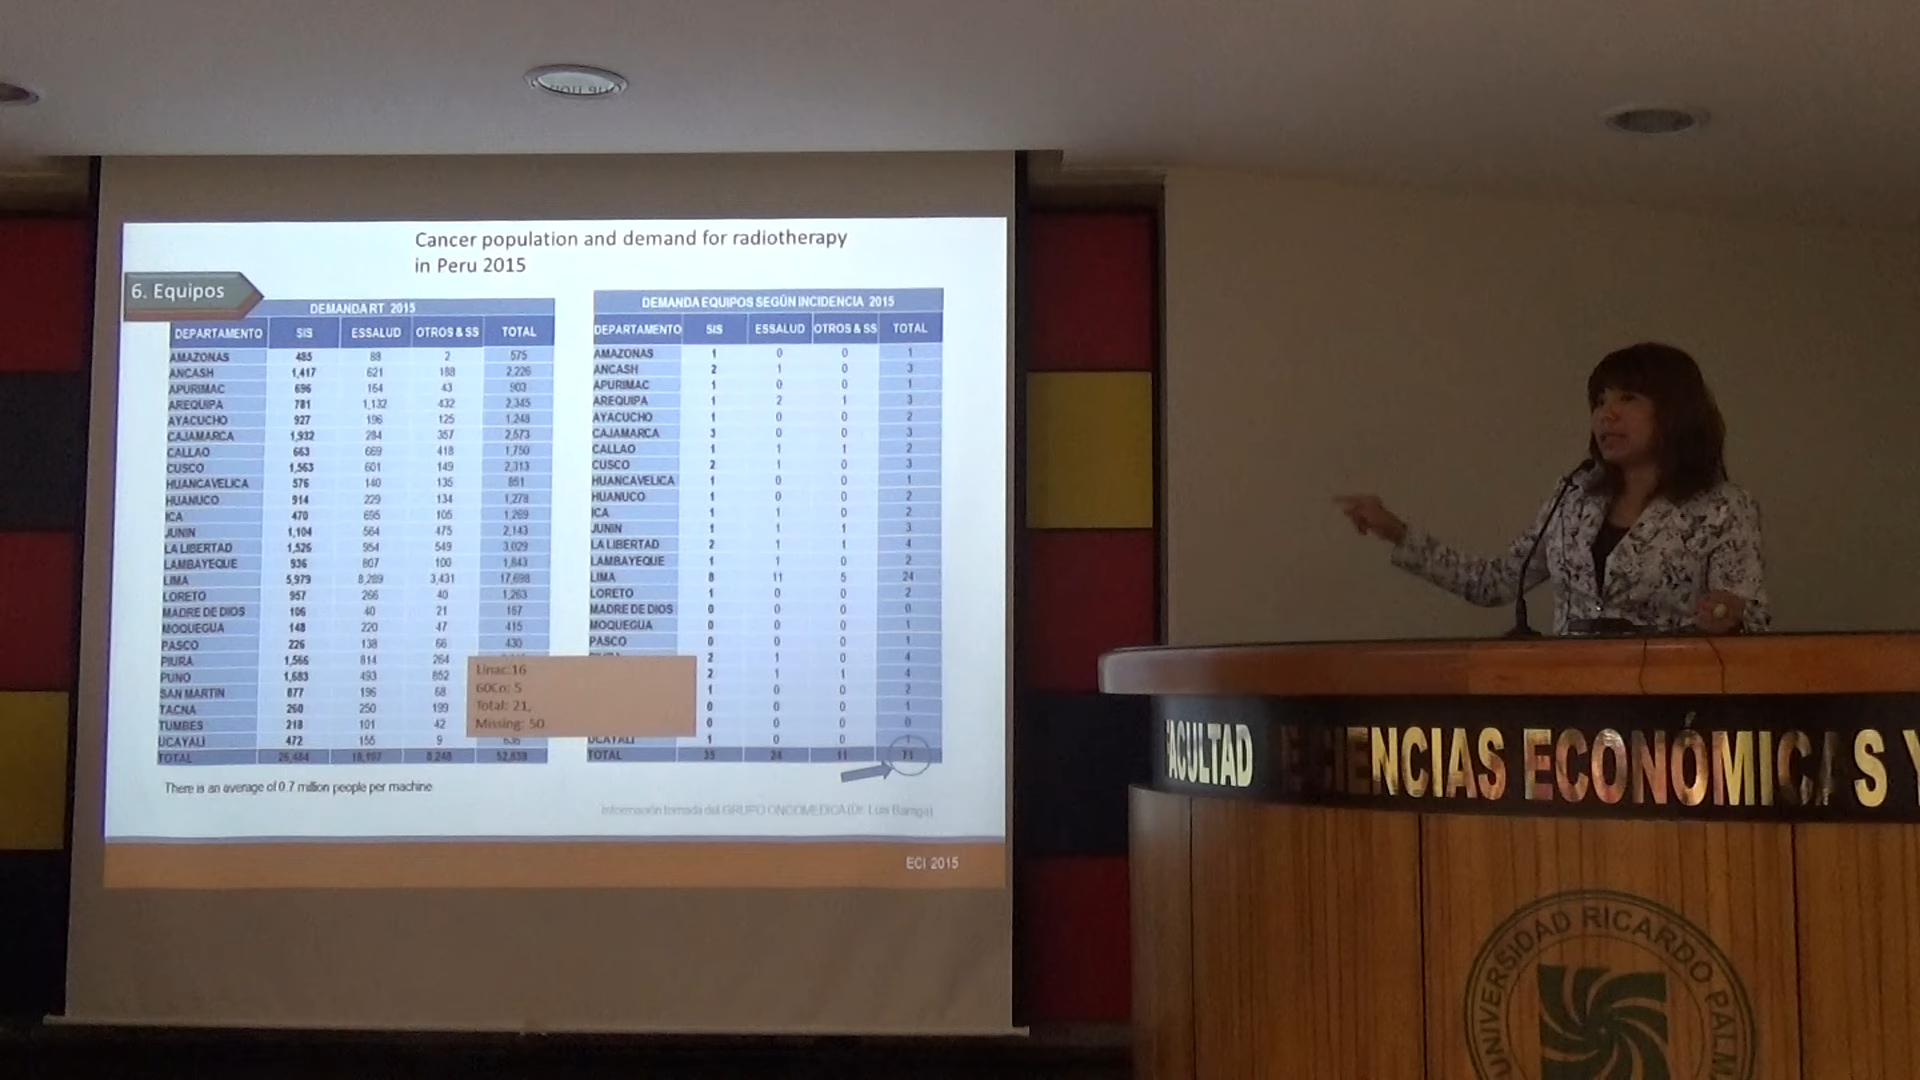 Cancer population and demand for radiotherapy
in Peru 2015
6. Equipos
DEMANDA RT 2015
DEPARTAMENTO SIS ESSALUD OTROS & SS TOTAL
AMAZONAS 485 88 2 575
ANCASH 1,417 621 188 2,226
APURIMAC 696 164 43 903
AREQUIPA 781 1,132 432 2,345
AYACUCHO 927 196 125 1,248
CAJAMARCA 1,932 284 357 2,573
CALLAO 663 669 418 1,750
CUSCO 1,563 601 149 2,313
HUANCAVELICA 576 140 135 851
HUANUCO 914 229 134 1,278
ICA 470 695 105 1,269
JUNIN 1,104 564 475 2,143
LA LIBERTAD 1,526 954 549 3,029
LAMBAYEQUE 936 807 100 1,843
LIMA 5,979 8,289 3,431 17,698
LORETO 957 266 40 1,263
MADRE DE DIOS 106 40 21 167
MOQUEGUA 148 220 47 415
PASCO 226 138 66 430
PIURA 1,566 814 264
PUNO 1,683 493 852
SAN MARTIN 877 196 68
TACNA 260 250 199
TUMBES 218 101 42
UCAYALI 472 155 9 636
TOTAL 8,248 52,838
DEMANDA EQUIPOS SEGÚN INCIDENCIA 2015
DEPARTAMENTO SIS ESSALUD OTROS & SS TOTAL
AMAZONAS 1 0 0 1
ANCASH 2 1 0 3
APURIMAC 1 0 0 1
AREQUIPA 1 2 1 3
AYACUCHO 1 0 0 2
CAJAMARCA 3 0 0 3
CALLAO 1 1 1 2
CUSCO 2 1 0 3
HUANCAVELICA 1 0 0 1
HUANUCO 1 0 0 2
ICA 1 1 0 2
JUNIN 1 1 1 3
LA LIBERTAD 2 1 1 4
LAMBAYEQUE 1 1 0 2
LIMA 8 11 5 24
LORETO 1 0 0 2
MADRE DE DIOS 0 0 0 0
MOQUEGUA 0 0 0 1
PASCO 0 0 0 1
PIURA 2 1 0 4
2 1 1 4
1 0 0 2
0 0 0 1
0 0 0 0
UCAYALI 1 0 0 1
TOTAL 35 24 11 71
Linac:16
60Co: 5
Total: 21,
Missing: 50
There is an average of 0.7 million people per machine
Información tomada del GRUPO ONCOMEDICA (Dr. Luis Barriga)
ECI 2015
FACULTAD CIENCIAS ECONÓMICAS Y
UNIVERSIDAD RICARDO PALM